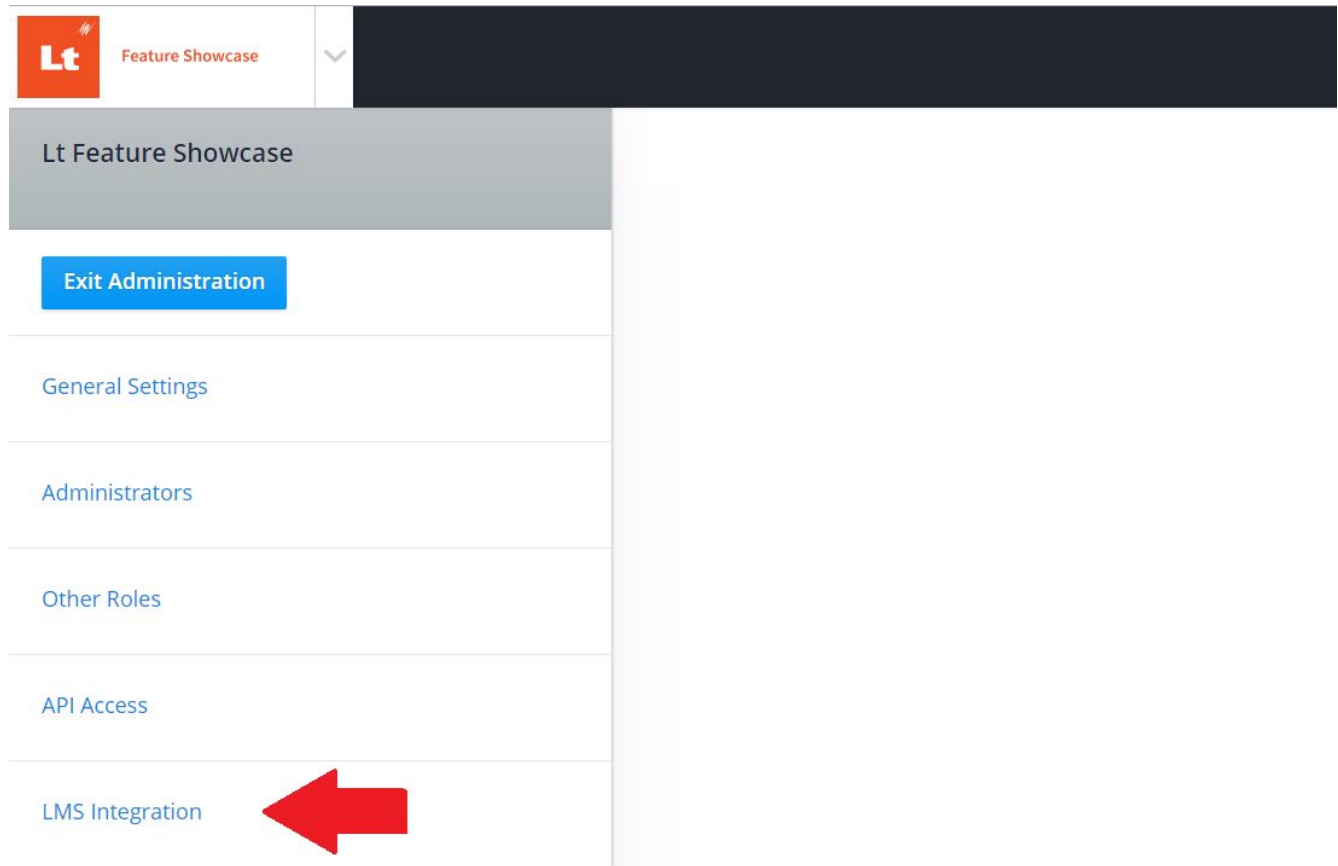 Lt
Feature Showcase
Lt Feature Showcase
Exit Administration
General Settings
Administrators
Other Roles
API Access
LMS Integration